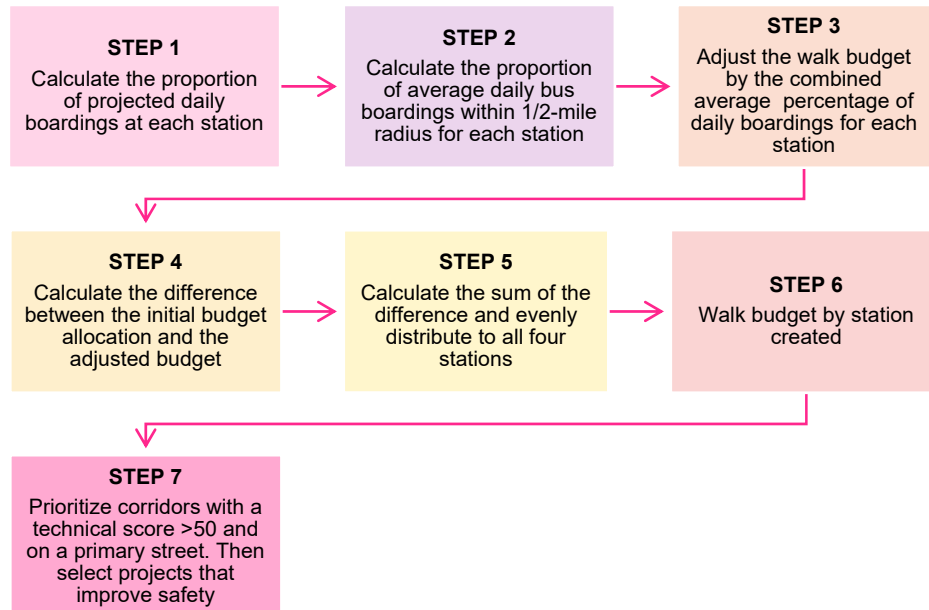 STEP 1
Calculate the proportion
of projected daily
boardings at each station
STEP 2
Calculate the proportion
of average daily bus
boardings within 1/2-mile
radius for each station
STEP 3
Adjust the walk budget
by the combined
average percentage of
daily boardings for each
station
STEP 4
Calculate the difference
between the initial budget
allocation and the
adjusted budget
STEP 5
Calculate the sum of the
difference and evenly
distribute to all four
stations
STEP 6
Walk budget by station
created
STEP 7
Prioritize corridors with a
technical score >50 and
on a primary street. Then
select projects that
improve safety